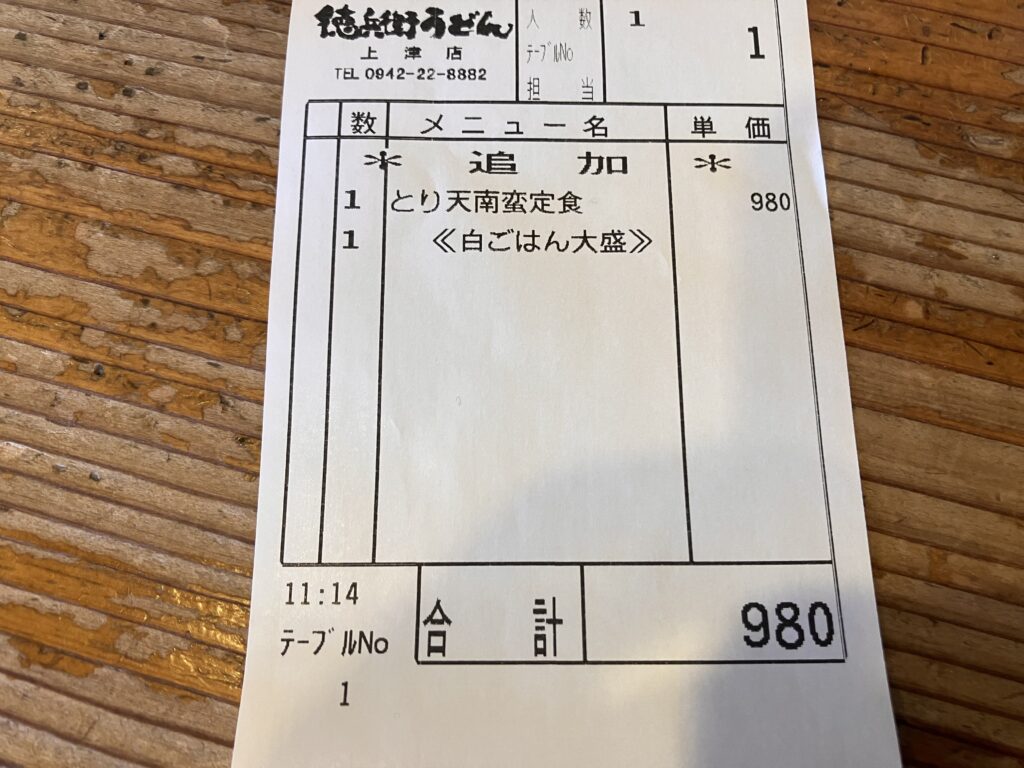 徳兵衛うどん
上津店
TEL 0942-22-8882
人数 1
テーブルNo 1
担当
数 メニュー名 単価
＊ 追加 ＊
1 とり天南蛮定食 980
1 ≪白ごはん大盛≫
11:14
テーブルNo
1
合計 980